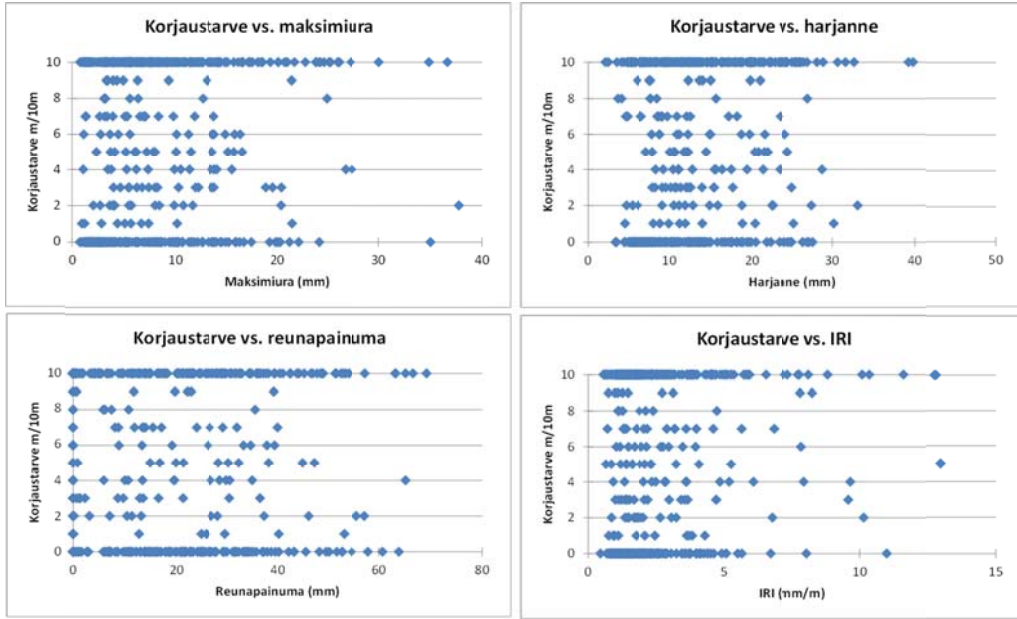 Korjaustarve vs. maksimiura
Korjaustarve m/10m
10
8
6
4
2
0
0 10 20 30 40
Maksimiura (mm)
Korjaustarve vs. harjanne
Korjaustarve m/10m
10
8
6
4
2
0
0 10 20 30 40 50
Harjanne (mm)
Korjaustarve vs. reunapainuma
Korjaustarve m/10m
10
8
6
4
2
0
0 20 40 60 80
Reunapainuma (mm)
Korjaustarve vs. IRI
Korjaustarve m/10m
10
8
6
4
2
0
0 5 10 15
IRI (mm/m)